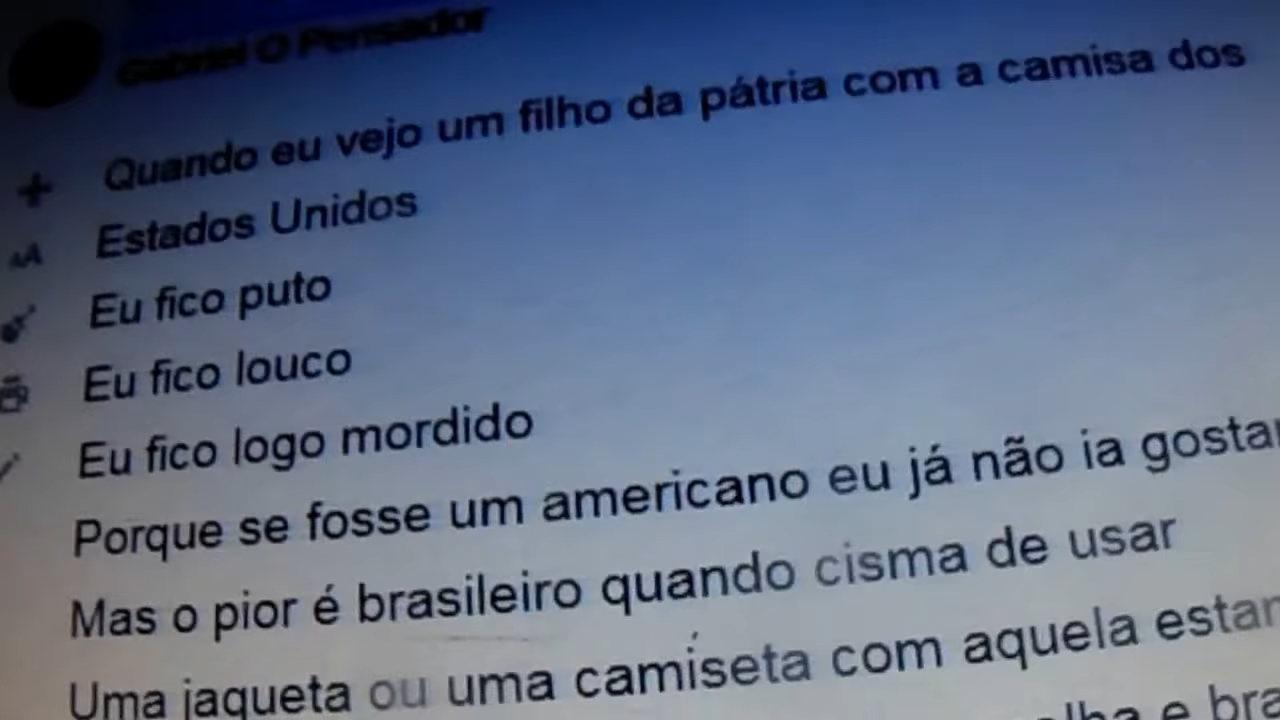 Gabriel O Pensador
Quando eu vejo um filho da pátria com a camisa dos
Estados Unidos
AA
Eu fico puto
Eu fico louco
Eu fico logo mordido
Porque se fosse um americano eu já não ia gostar
Mas o pior é brasileiro quando cisma de usar
Uma jaqueta ou uma camiseta com aquela
e